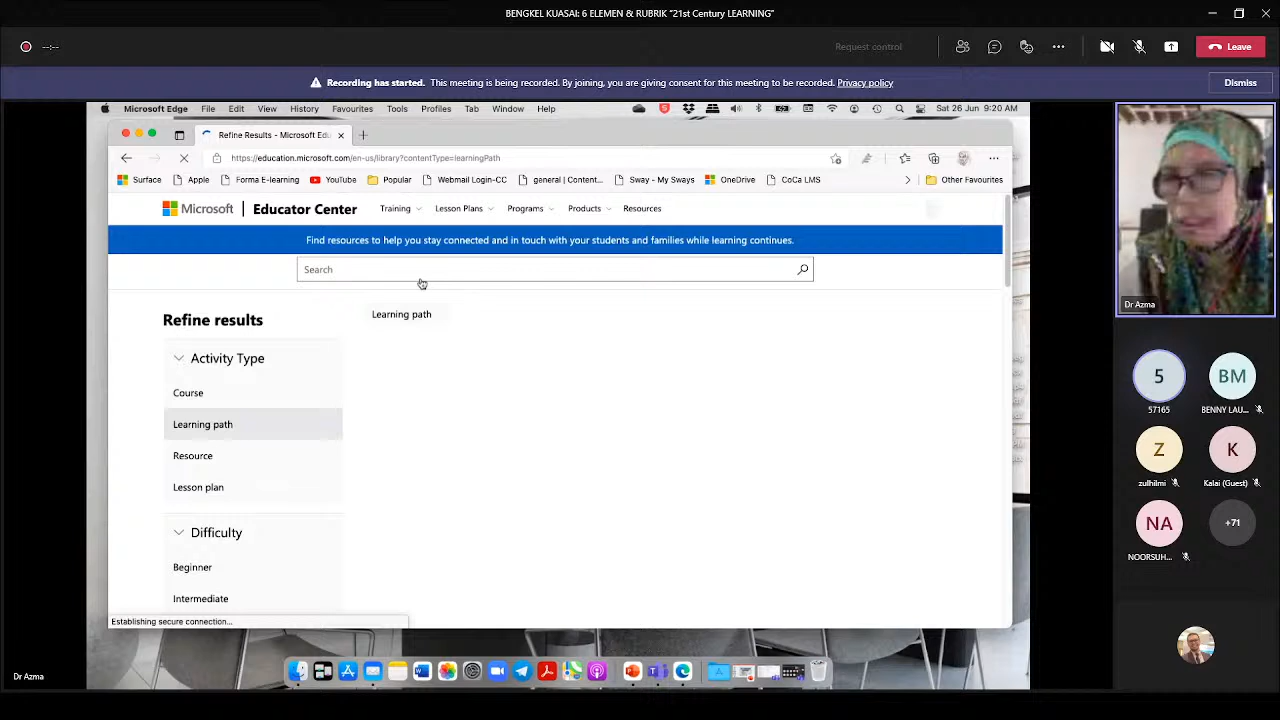 BENGKEL KUASAI: 6 ELEMEN & RUBRIK "21st Century LEARNING"
--:--
Request control
Leave
Recording has started. This meeting is being recorded. By joining, you are giving consent for this meeting to be recorded. Privacy policy
Dismiss
Microsoft Edge File Edit View History Favourites Tools Profiles Tab Window Help
Sat 26 Jun 9:20 AM
Refine Results - Microsoft Edu
https://education.microsoft.com/en-us/library?contentType=learningPath
Surface Apple Forma E-learning YouTube Popular Webmail Login-CC general | Content... Sway - My Sways OneDrive CoCa LMS Other Favourites
Microsoft | Educator Center
Training Lesson Plans Programs Products Resources
Find resources to help you stay connected and in touch with your students and families while learning continues.
Search
Refine results
Learning path
Activity Type
Course
Learning path
Resource
Lesson plan
Difficulty
Beginner
Intermediate
Establishing secure connection...
Dr Azma
Dr Azma
5
57165
BM
BENNY LAU...
Z
zulhilmi
K
Kalai (Guest)
NA
NOORSUH...
+71